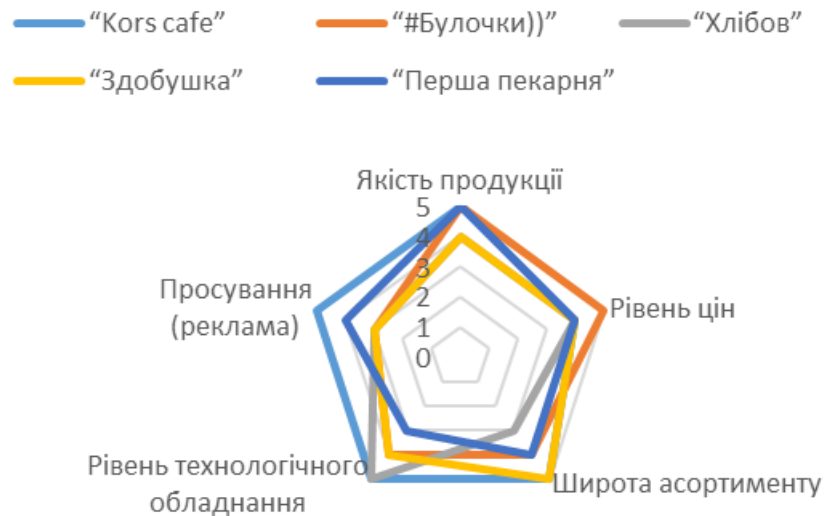 “Kors cafe” “#Булочки))” “Хлібов”
“Здобушка” “Перша пекарня”
Якість продукції
5
4
3
2
1
0
Рівень цін
Широта асортименту
Рівень технологічного
обладнання
Просування
(реклама)